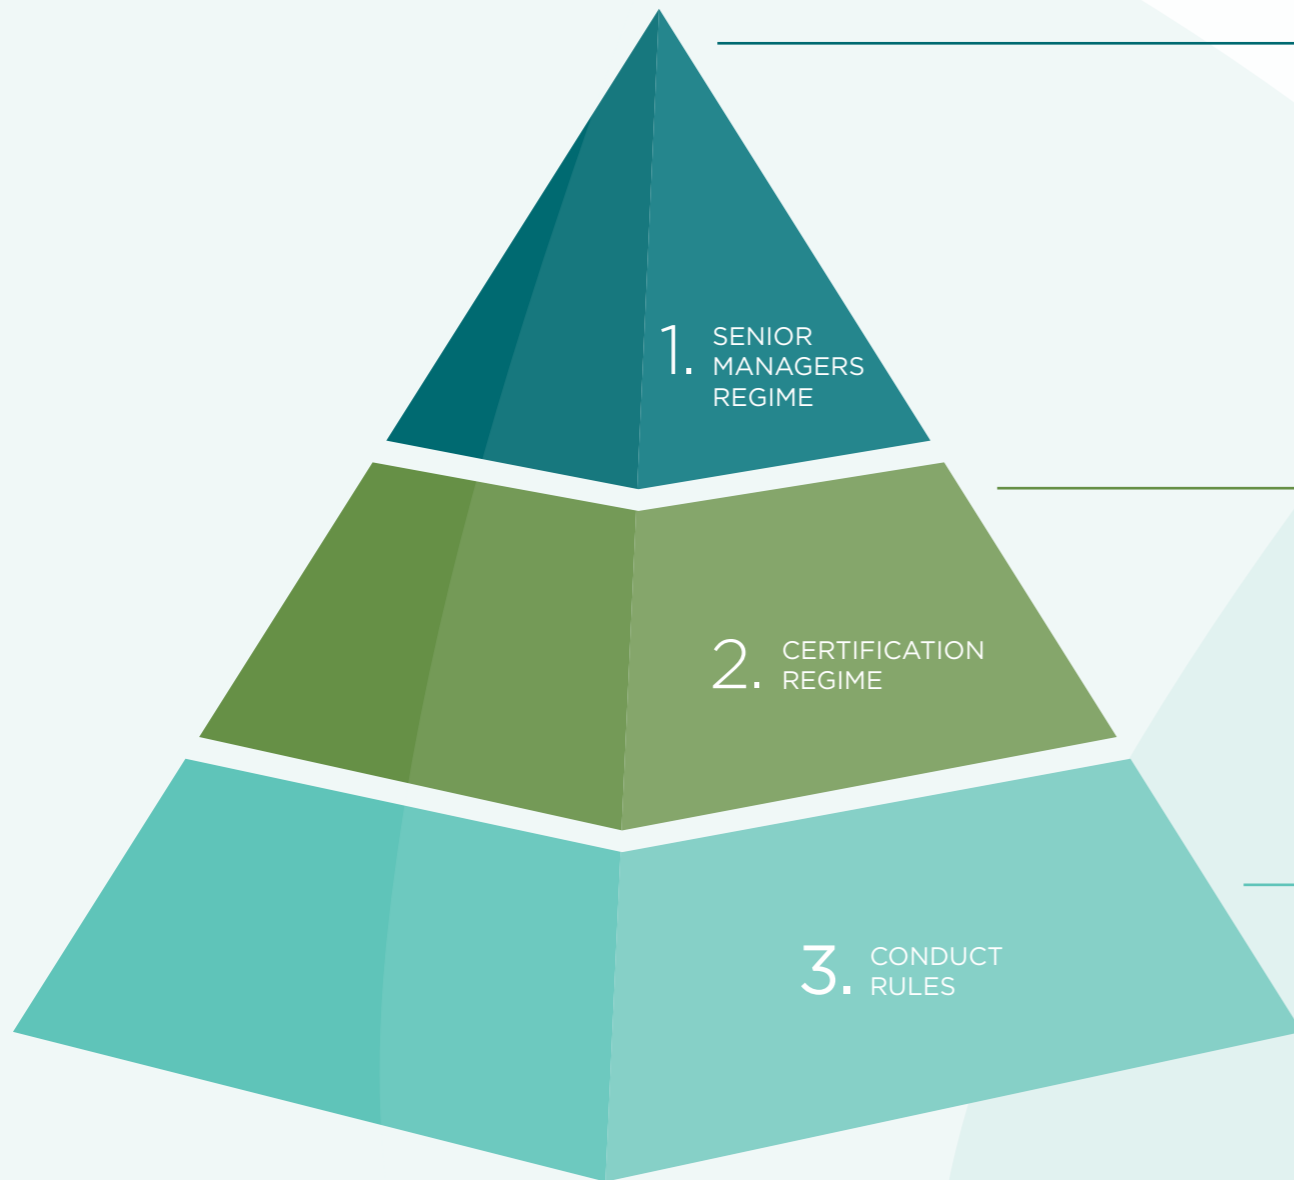 1. SENIOR
MANAGERS
REGIME
2. CERTIFICATION
REGIME
3. CONDUCT
RULES